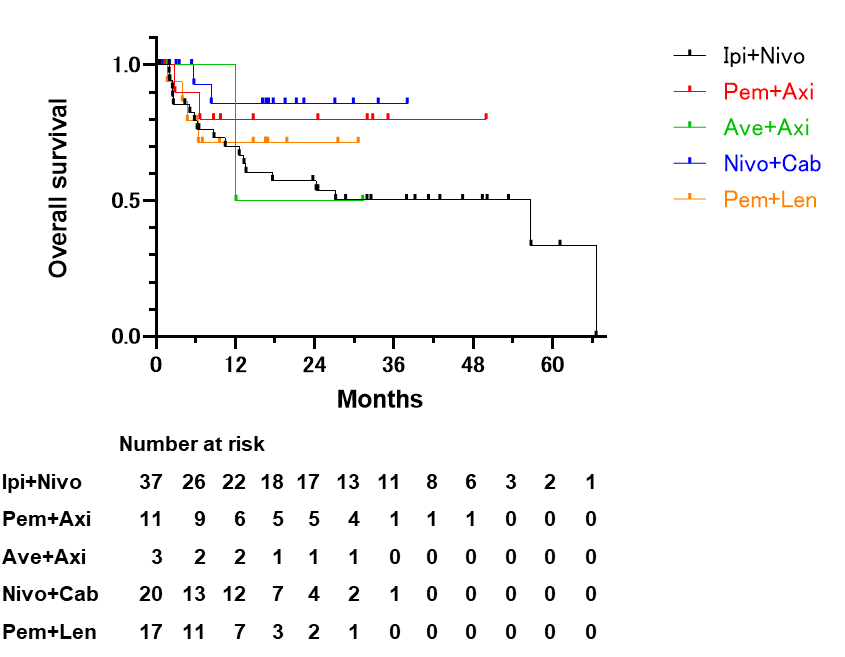 Overall survival
1.0
0.5
0.0
0 12 24 36 48 60
Months
Ipi+Nivo
Pem+Axi
Ave+Axi
Nivo+Cab
Pem+Len
Number at risk
Ipi+Nivo 37 26 22 18 17 13 11 8 6 3 2 1
Pem+Axi 11 9 6 5 5 4 1 1 1 0 0 0
Ave+Axi 3 2 2 1 1 1 0 0 0 0 0 0
Nivo+Cab 20 13 12 7 4 2 1 0 0 0 0 0
Pem+Len 17 11 7 3 2 1 0 0 0 0 0 0